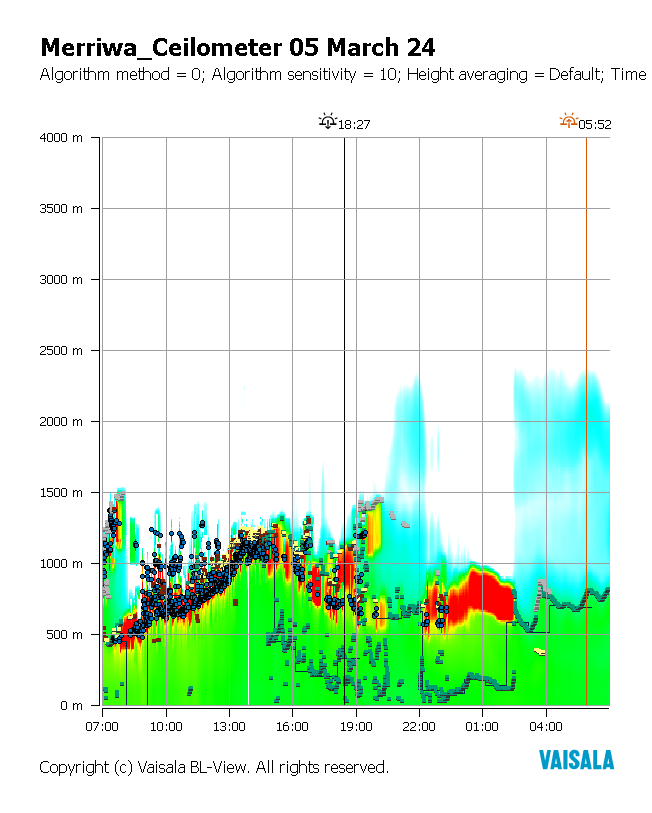 Merriwa_Ceilometer 05 March 24
Algorithm method = 0; Algorithm sensitivity = 10; Height averaging = Default; Time
18:27
05:52
4000 m
3500 m
3000 m
2500 m
2000 m
1500 m
1000 m
500 m
0 m
07:00 10:00 13:00 16:00 19:00 22:00 01:00 04:00
VAISALA
Copyright (c) Vaisala BL-View. All rights reserved.